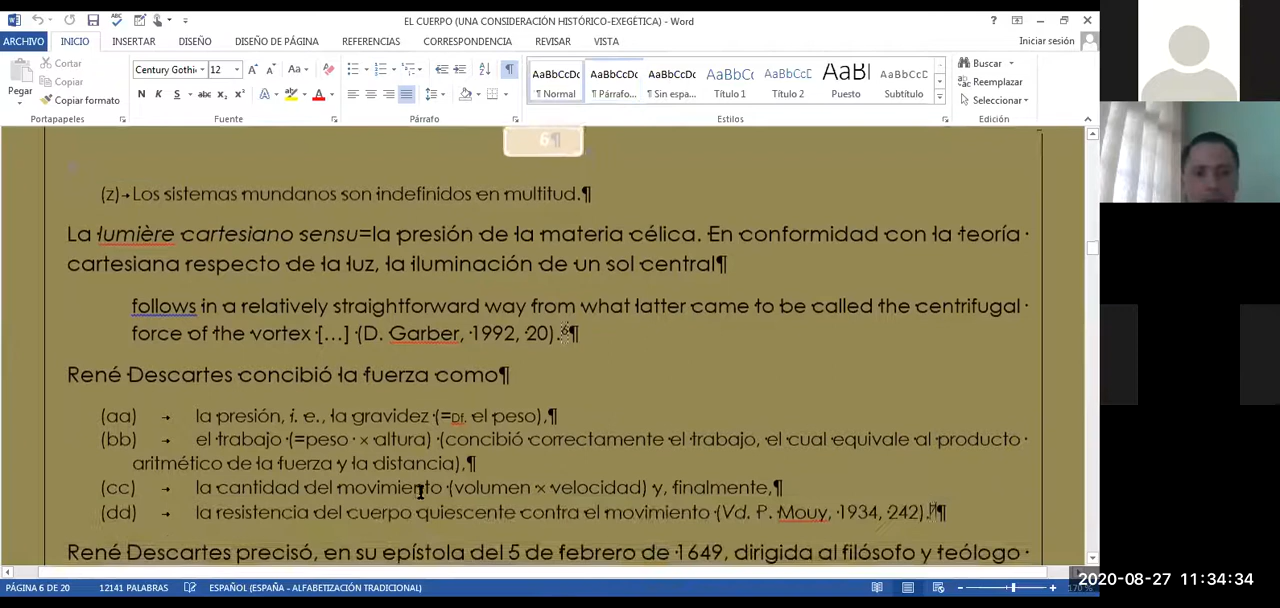 EL CUERPO (UNA CONSIDERACIÓN HISTÓRICO-EXEGÉTICA) - Word
ARCHIVO INICIO INSERTAR DISEÑO DISEÑO DE PÁGINA REFERENCIAS CORRESPONDENCIA REVISAR VISTA Iniciar sesión
Pegar
Cortar
Copiar
Copiar formato
Portapapeles
Century Gothi 12
N K S abc x₂ x²
Fuente
Párrafo
AaBbCcDc AaBbCcDc AaBbCcDc AaBbCcC AaBbCcD AaBl AaBbCcC
¶ Normal ¶ Párrafo... ¶ Sin espa... Título 1 Título 2 Puesto Subtítulo
Estilos
Buscar
Reemplazar
Seleccionar
Edición
6¶
(z)→Los sistemas mundanos son indefinidos en multitud.¶
La lumière cartesiano sensu=la presión de la materia célica. En conformidad con la teoría
cartesiana respecto de la luz, la iluminación de un sol central¶
follows in a relatively straightforward way from what latter came to be called the centrifugal
force of the vortex […] (D. Garber, 1992, 20).6¶
René Descartes concibió la fuerza como¶
(aa) → la presión, i. e., la gravidez (=Df. el peso),¶
(bb) → el trabajo (=peso × altura) (concibió correctamente el trabajo, el cual equivale al producto
aritmético de la fuerza y la distancia),¶
(cc) → la cantidad del movimiento (volumen × velocidad) y, finalmente,¶
(dd) → la resistencia del cuerpo quiescente contra el movimiento (Vd. P. Mouy, 1934, 242).7¶
René Descartes precisó, en su epístola del 5 de febrero de 1649, dirigida al filósofo y teólogo
PÁGINA 6 DE 20 12141 PALABRAS ESPAÑOL (ESPAÑA - ALFABETIZACIÓN TRADICIONAL) 170 %
2020-08-27 11:34:34